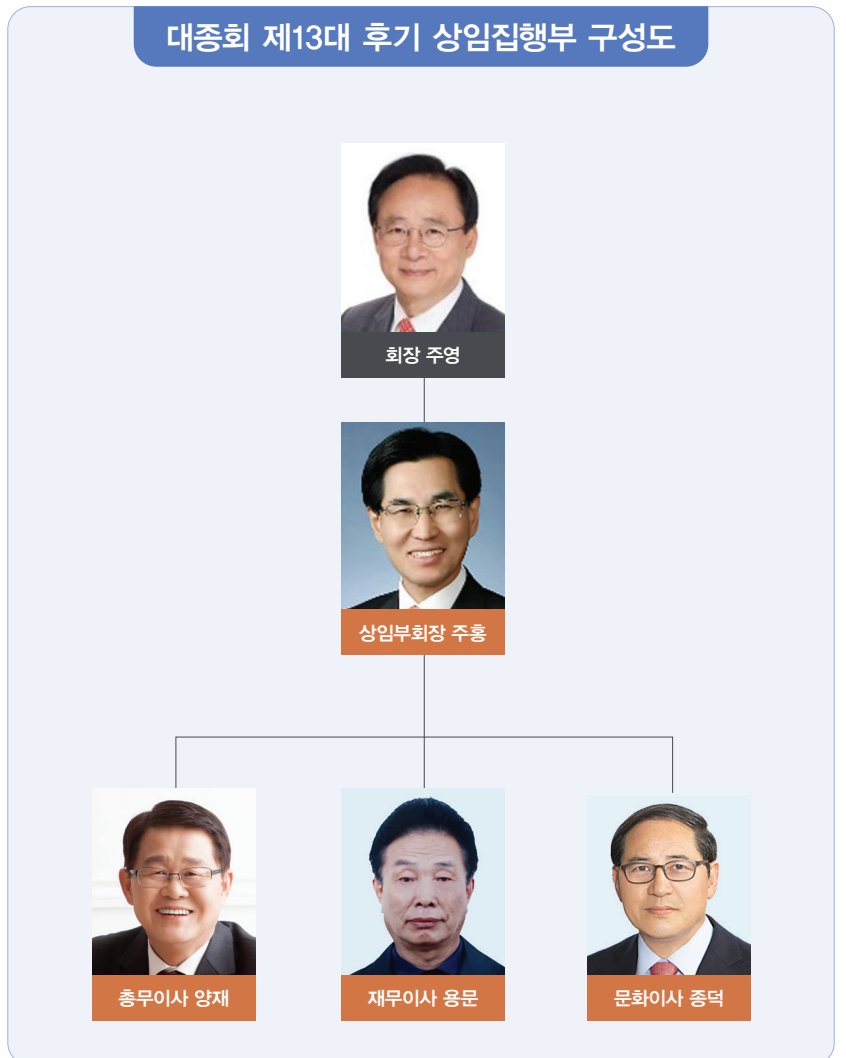 대종회 제13대 후기 상임집행부 구성도
회장 주영
상임부회장 주홍
총무이사 양재
재무이사 용문
문화이사 종덕